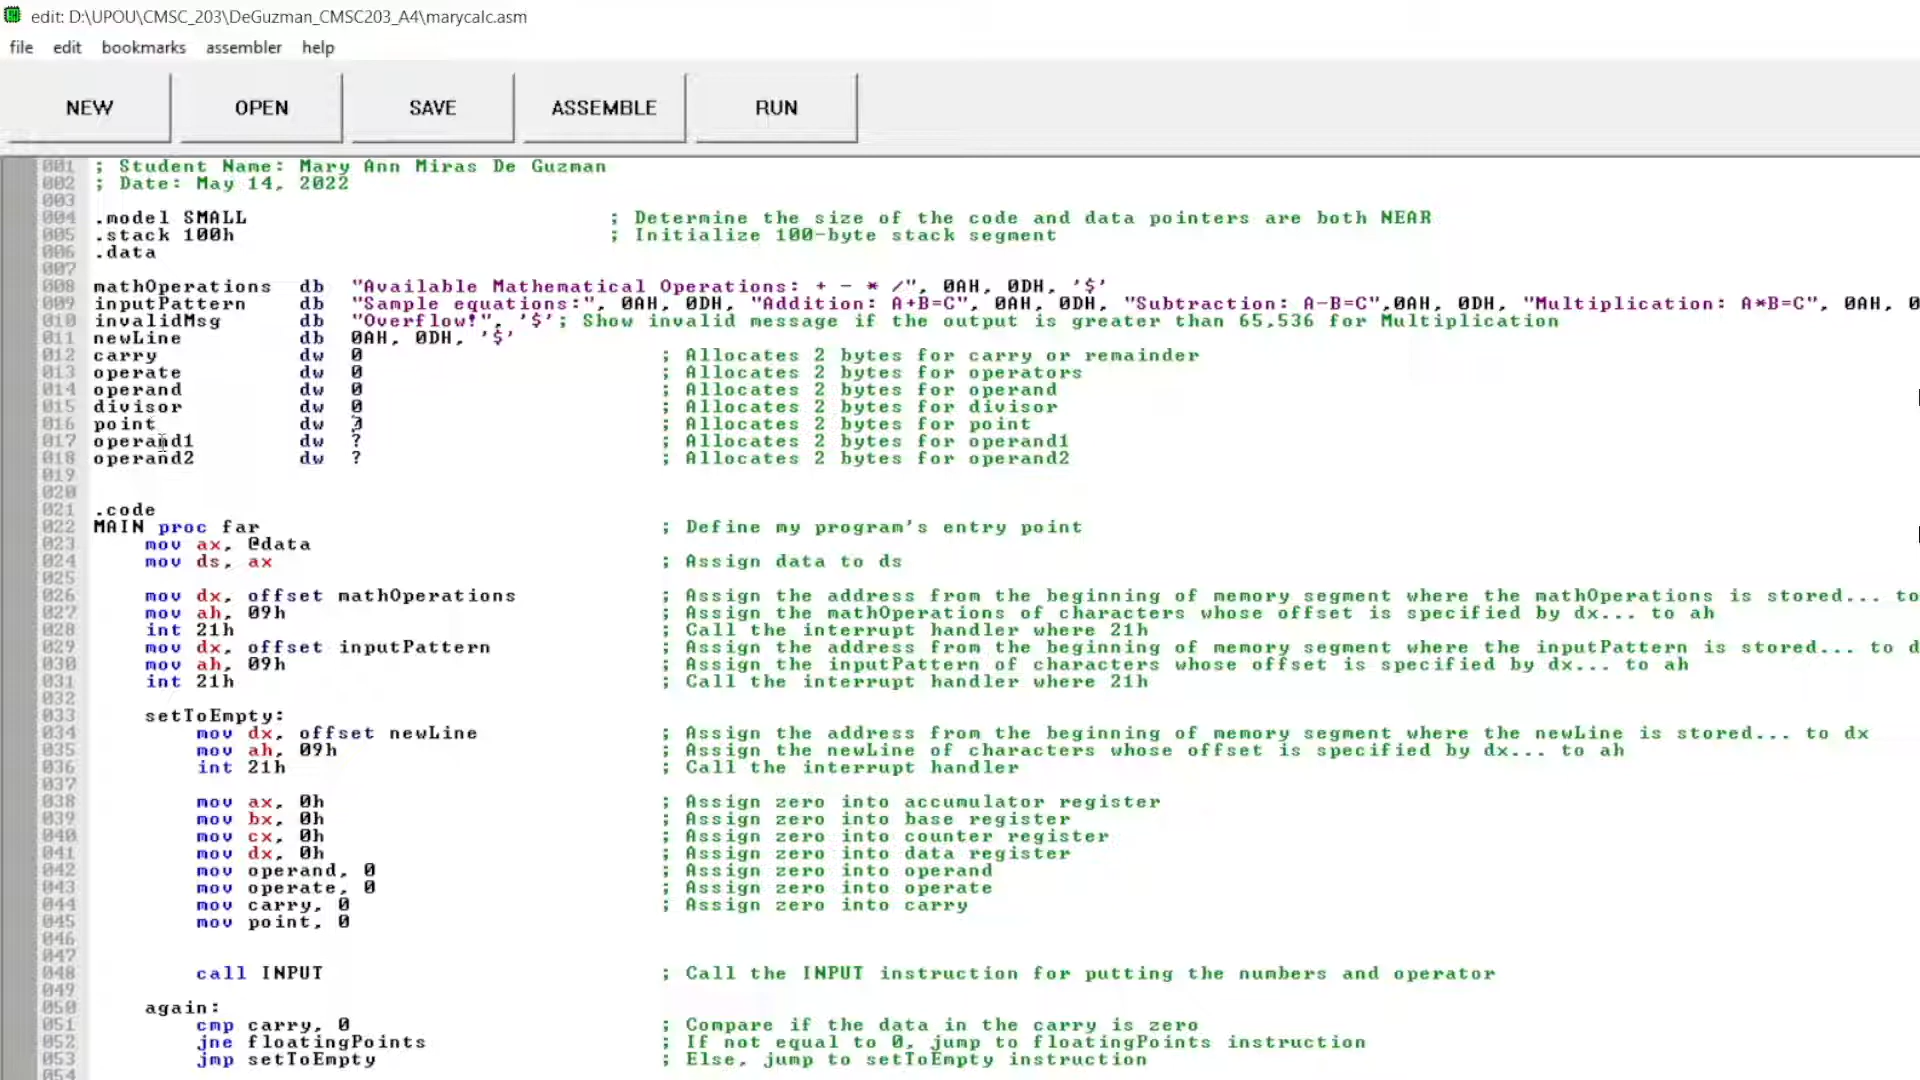 edit: D:\UPOU\CMSC_203\DeGuzman_CMSC203_A4\marycalc.asm
file edit bookmarks assembler help
NEW OPEN SAVE ASSEMBLE RUN
001 ; Student Name: Mary Ann Miras De Guzman
002 ; Date: May 14, 2022
003
004 .model SMALL ; Determine the size of the code and data pointers are both NEAR
005 .stack 100h ; Initialize 100-byte stack segment
006 .data
007
008 mathOperations db "Available Mathematical Operations: + - * /", 0AH, 0DH, '$'
009 inputPattern db "Sample equations:", 0AH, 0DH, "Addition: A+B=C", 0AH, 0DH, "Subtraction: A-B=C",0AH, 0DH, "Multiplication: A*B=C", 0AH, 0
010 invalidMsg db "Overflow!", '$'; Show invalid message if the output is greater than 65,536 for Multiplication
011 newLine db 0AH, 0DH, '$'
012 carry dw 0 ; Allocates 2 bytes for carry or remainder
013 operate dw 0 ; Allocates 2 bytes for operators
014 operand dw 0 ; Allocates 2 bytes for operand
015 divisor dw 0 ; Allocates 2 bytes for divisor
016 point dw ; Allocates 2 bytes for point
017 operand1 dw ? ; Allocates 2 bytes for operand1
018 operand2 dw ? ; Allocates 2 bytes for operand2
019
020
021 .code
022 MAIN proc far ; Define my program's entry point
023 mov ax, @data
024 mov ds, ax ; Assign data to ds
025
026 mov dx, offset mathOperations ; Assign the address from the beginning of memory segment where the mathOperations is stored... to
027 mov ah, 09h ; Assign the mathOperations of characters whose offset is specified by dx... to ah
028 int 21h ; Call the interrupt handler where 21h
029 mov dx, offset inputPattern ; Assign the address from the beginning of memory segment where the inputPattern is stored... to d
030 mov ah, 09h ; Assign the inputPattern of characters whose offset is specified by dx... to ah
031 int 21h ; Call the interrupt handler where 21h
032
033 setToEmpty:
034 mov dx, offset newLine ; Assign the address from the beginning of memory segment where the newLine is stored... to dx
035 mov ah, 09h ; Assign the newLine of characters whose offset is specified by dx... to ah
036 int 21h ; Call the interrupt handler
037
038 mov ax, 0h ; Assign zero into accumulator register
039 mov bx, 0h ; Assign zero into base register
040 mov cx, 0h ; Assign zero into counter register
041 mov dx, 0h ; Assign zero into data register
042 mov operand, 0 ; Assign zero into operand
043 mov operate, 0 ; Assign zero into operate
044 mov carry, 0 ; Assign zero into carry
045 mov point, 0
046
047
048 call INPUT ; Call the INPUT instruction for putting the numbers and operator
049
050 again:
051 cmp carry, 0 ; Compare if the data in the carry is zero
052 jne floatingPoints ; If not equal to 0, jump to floatingPoints instruction
053 jmp setToEmpty ; Else, jump to setToEmpty instruction
054